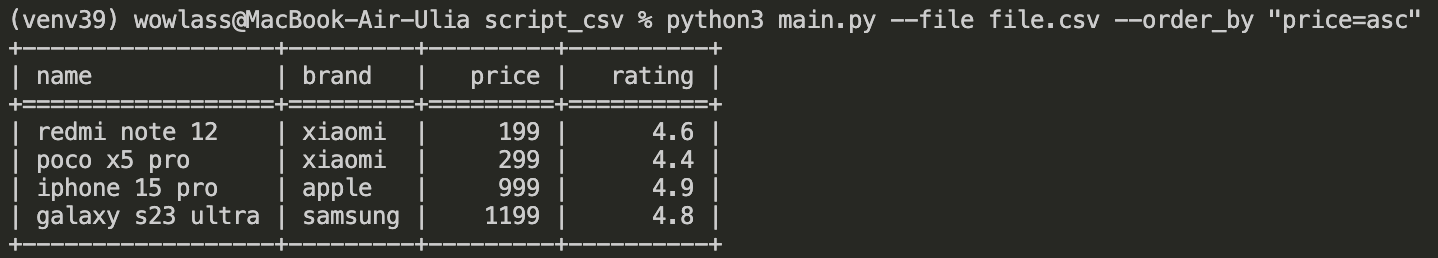 (venv39) wowlass@MacBook-Air-Ulia script_csv % python3 main.py --file file.csv --order_by "price=asc"
+------------------+---------+---------+----------+
| name             | brand   |   price |   rating |
+==================+=========+=========+==========+
| redmi note 12    | xiaomi  |     199 |      4.6 |
| poco x5 pro      | xiaomi  |     299 |      4.4 |
| iphone 15 pro    | apple   |     999 |      4.9 |
| galaxy s23 ultra | samsung |    1199 |      4.8 |
+------------------+---------+---------+----------+